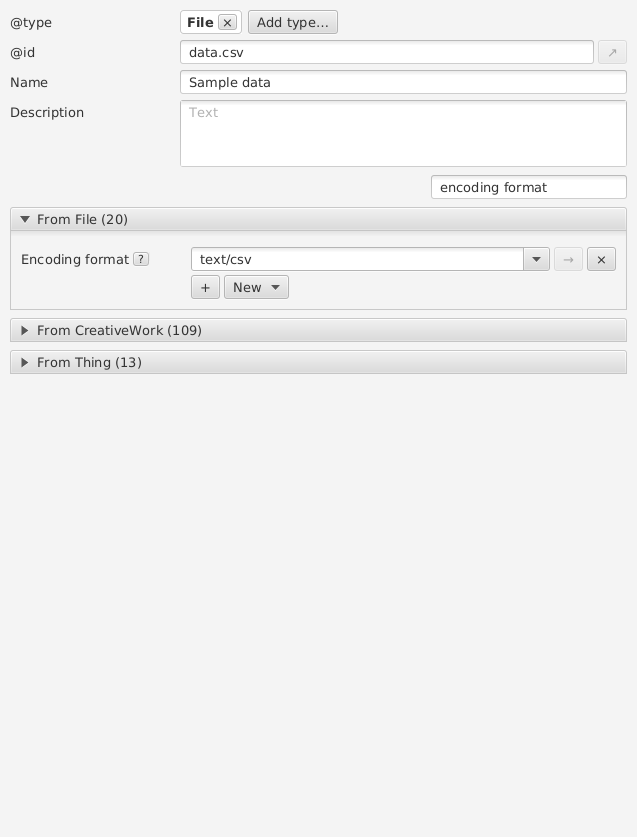 @type File × Add type...
@id data.csv ↗
Name Sample data
Description Text
encoding format
From File (20)
Encoding format ? text/csv → ×
+ New
From CreativeWork (109)
From Thing (13)